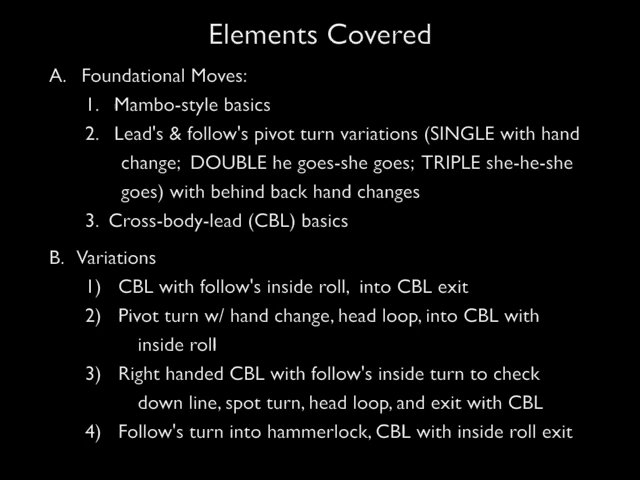 Elements Covered
A. Foundational Moves:
1. Mambo-style basics
2. Lead's & follow's pivot turn variations (SINGLE with hand
change; DOUBLE he goes-she goes; TRIPLE she-he-she
goes) with behind back hand changes
3. Cross-body-lead (CBL) basics
B. Variations
1) CBL with follow's inside roll, into CBL exit
2) Pivot turn w/ hand change, head loop, into CBL with
inside roll
3) Right handed CBL with follow's inside turn to check
down line, spot turn, head loop, and exit with CBL
4) Follow's turn into hammerlock, CBL with inside roll exit